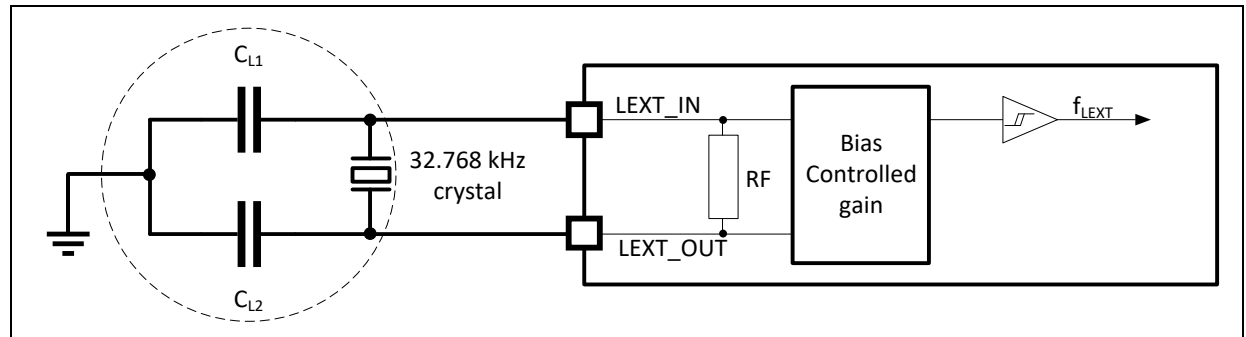 CL1
LEXT_IN
fLEXT
32.768 kHz
crystal
RF
Bias
Controlled
gain
LEXT_OUT
CL2